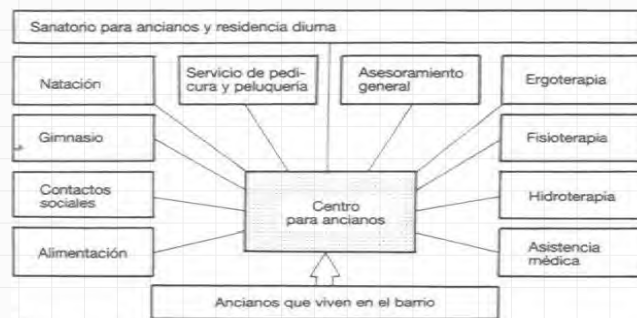 Sanatorio para ancianos y residencia diurna
Natación
Servicio de pedi-
cura y peluquería
Asesoramiento
general
Ergoterapia
Gimnasio
Fisioterapia
Contactos
sociales
Centro
para ancianos
Hidroterapia
Alimentación
Asistencia
médica
Ancianos que viven en el barrio